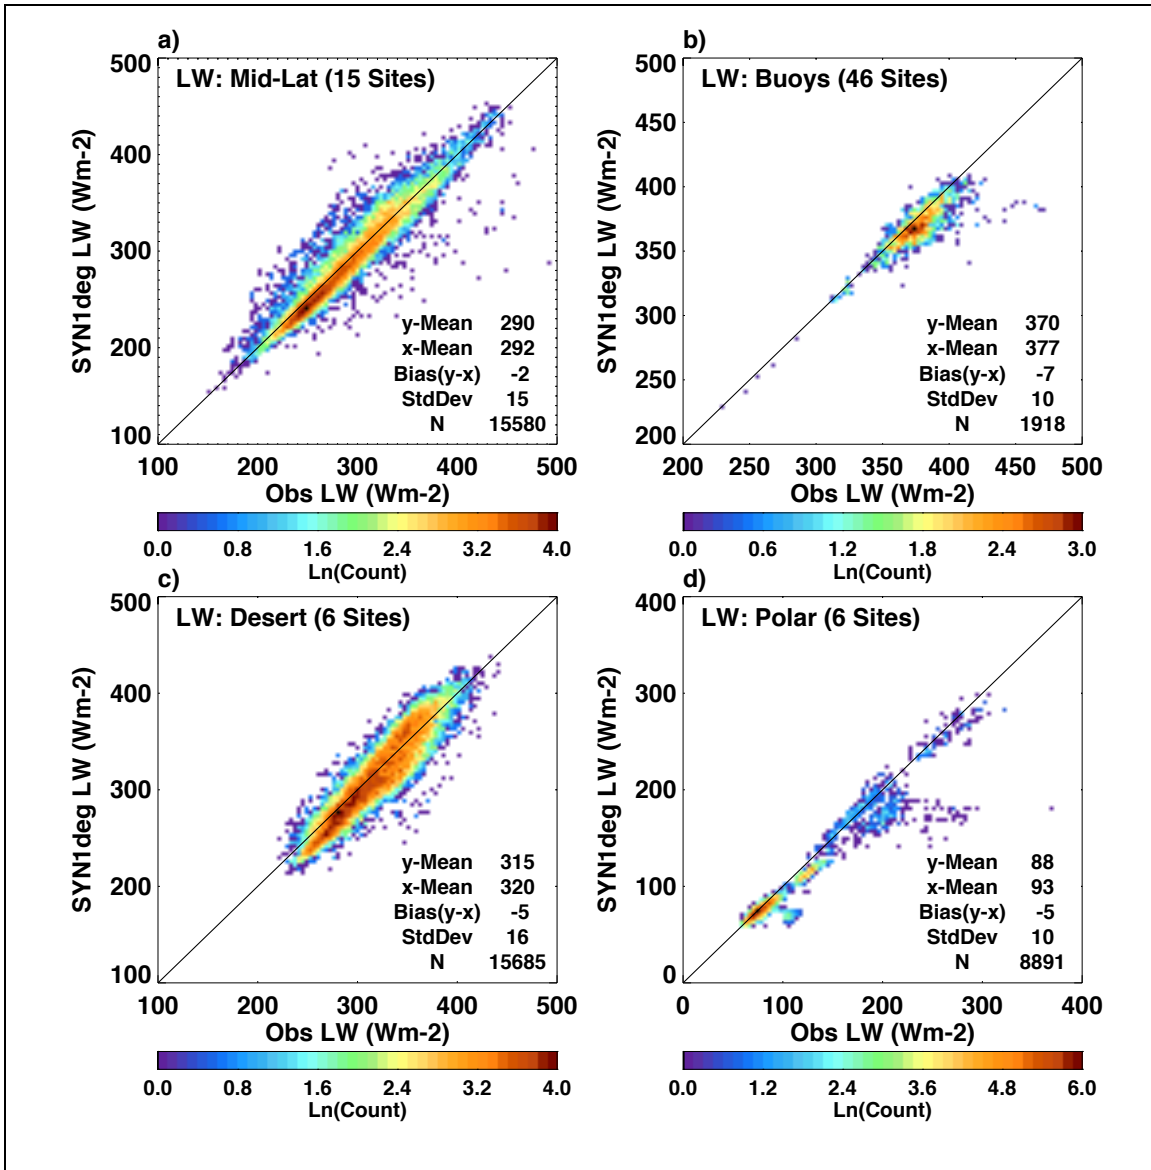 a)
LW: Mid-Lat (15 Sites)
SYN1deg LW (Wm-2)
500
400
300
200
100
y-Mean 290
x-Mean 292
Bias(y-x) -2
StdDev 15
N 15580
100 200 300 400 500
Obs LW (Wm-2)
0.0 0.8 1.6 2.4 3.2 4.0
Ln(Count)
b)
LW: Buoys (46 Sites)
SYN1deg LW (Wm-2)
500
450
400
350
300
250
200
y-Mean 370
x-Mean 377
Bias(y-x) -7
StdDev 10
N 1918
200 250 300 350 400 450 500
Obs LW (Wm-2)
0.0 0.6 1.2 1.8 2.4 3.0
Ln(Count)
c)
LW: Desert (6 Sites)
SYN1deg LW (Wm-2)
500
400
300
200
100
y-Mean 315
x-Mean 320
Bias(y-x) -5
StdDev 16
N 15685
100 200 300 400 500
Obs LW (Wm-2)
0.0 0.8 1.6 2.4 3.2 4.0
Ln(Count)
d)
LW: Polar (6 Sites)
SYN1deg LW (Wm-2)
400
300
200
100
0
y-Mean 88
x-Mean 93
Bias(y-x) -5
StdDev 10
N 8891
0 100 200 300 400
Obs LW (Wm-2)
0.0 1.2 2.4 3.6 4.8 6.0
Ln(Count)